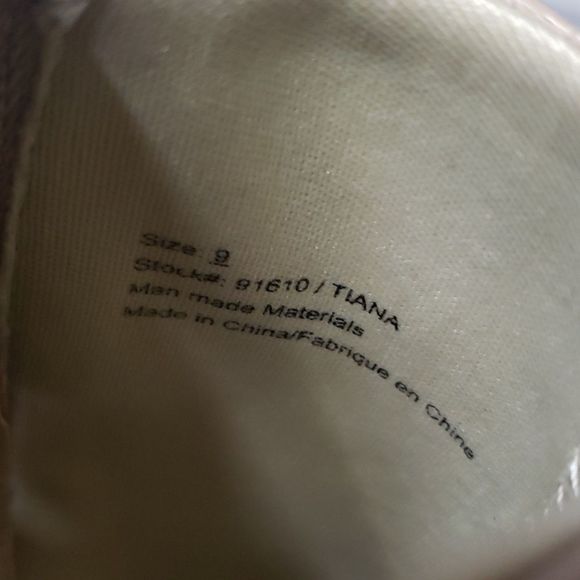 Size: 9
Stock#: 91610 / TIANA
Man made Materials
Made in China/Fabrique en Chine